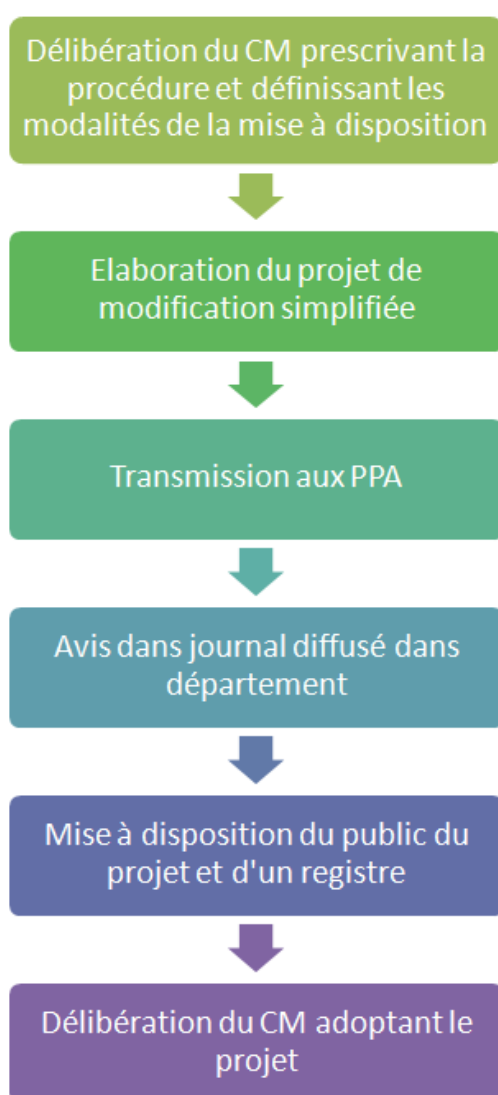 Délibération du CM prescrivant la
procédure et définissant les
modalités de la mise à disposition
Elaboration du projet de
modification simplifiée
Transmission aux PPA
Avis dans journal diffusé dans
département
Mise à disposition du public du
projet et d'un registre
Délibération du CM adoptant le
projet